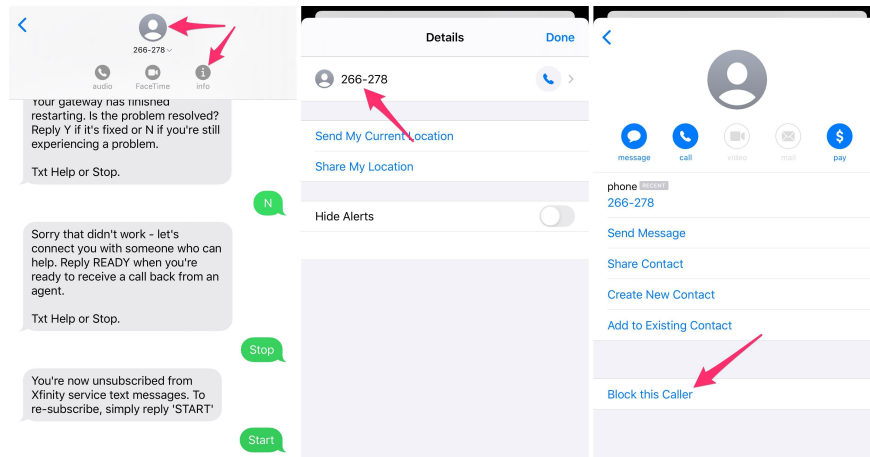 266-278
audio
FaceTime
info
Your gateway has finished
restarting. Is the problem resolved?
Reply Y if it's fixed or N if you're still
experiencing a problem.
Txt Help or Stop.
N
Sorry that didn't work - let's
connect you with someone who can
help. Reply READY when you're
ready to receive a call back from an
agent.
Txt Help or Stop.
Stop
You're now unsubscribed from
Xfinity service text messages. To
re-subscribe, simply reply 'START'
Start
Details
Done
266-278
Send My Current Location
Share My Location
Hide Alerts
message
call
video
mail
pay
phone RECENT
266-278
Send Message
Share Contact
Create New Contact
Add to Existing Contact
Block this Caller